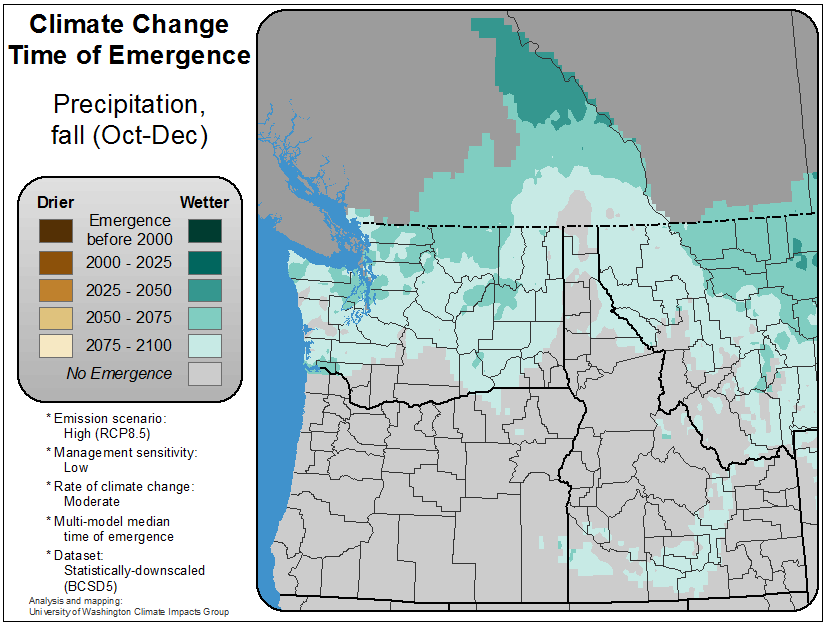 Climate Change
Time of Emergence
Precipitation,
fall (Oct-Dec)
Drier Wetter
Emergence
before 2000
2000 - 2025
2025 - 2050
2050 - 2075
2075 - 2100
No Emergence
* Emission scenario:
High (RCP8.5)
* Management sensitivity:
Low
* Rate of climate change:
Moderate
* Multi-model median
time of emergence
* Dataset:
Statistically-downscaled
(BCSD5)
Analysis and mapping:
University of Washington Climate Impacts Group